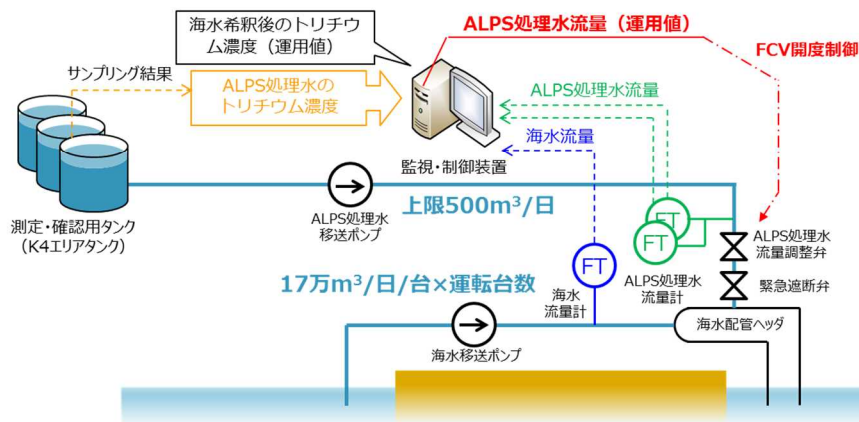 海水希釈後のトリチウ
ム濃度（運用値）
ALPS処理水流量（運用値）
FCV開度制御
サンプリング結果
ALPS処理水の
トリチウム濃度
ALPS処理水流量
海水流量
監視・制御装置
測定・確認用タンク
(K4エリアタンク)
ALPS処理水
移送ポンプ
上限500m³/日
FT
FT
FT
ALPS処理水
流量調整弁
緊急遮断弁
17万m³/日/台×運転台数
海水
流量計
ALPS処理水
流量計
海水配管ヘッダ
海水移送ポンプ